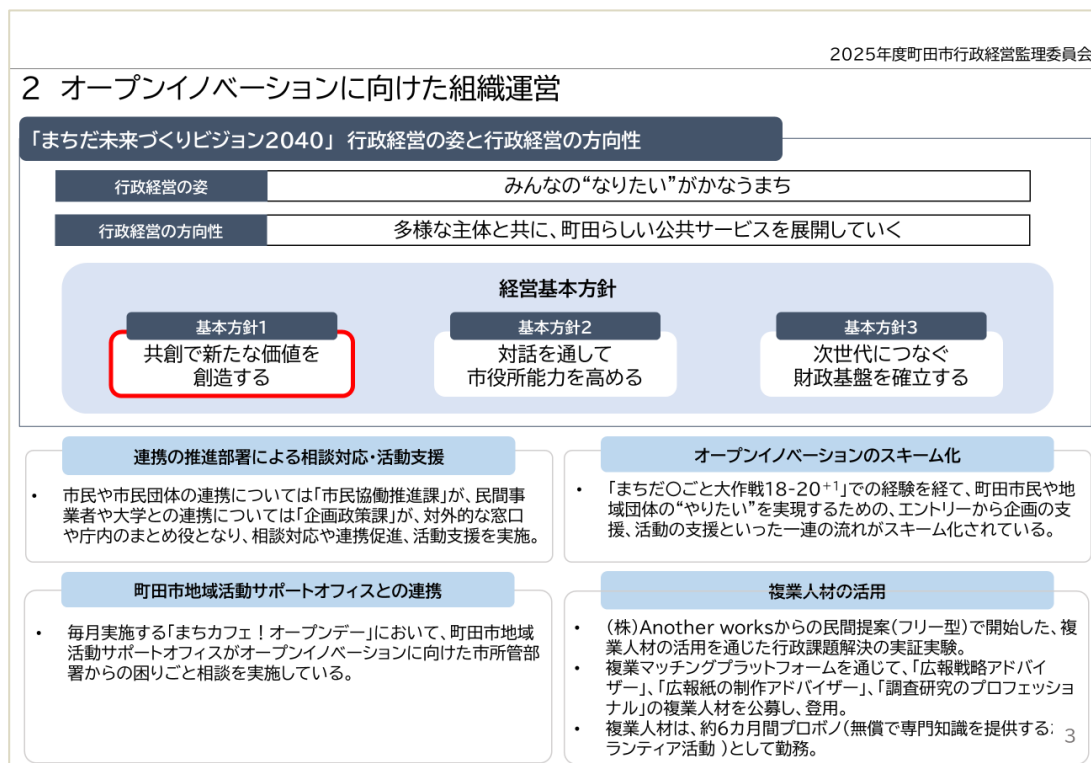 2025年度町田市行政経営監理委員会
2 オープンイノベーションに向けた組織運営
「まちだ未来づくりビジョン2040」 行政経営の姿と行政経営の方向性
行政経営の姿
みんなの“なりたい”がかなうまち
行政経営の方向性
多様な主体と共に、町田らしい公共サービスを展開していく
経営基本方針
基本方針1
共創で新たな価値を
創造する
基本方針2
対話を通して
市役所能力を高める
基本方針3
次世代につなぐ
財政基盤を確立する
連携の推進部署による相談対応・活動支援
• 市民や市民団体の連携については「市民協働推進課」が、民間事
業者や大学との連携については「企画政策課」が、対外的な窓口
や庁内のまとめ役となり、相談対応や連携促進、活動支援を実施。
オープンイノベーションのスキーム化
• 「まちだ〇ごと大作戦18-20+1」での経験を経て、町田市民や地
域団体の“やりたい”を実現するための、エントリーから企画の支
援、活動の支援といった一連の流れがスキーム化されている。
町田市地域活動サポートオフィスとの連携
• 毎月実施する「まちカフェ!オープンデー」において、町田市地域
活動サポートオフィスがオープンイノベーションに向けた市所管部
署からの困りごと相談を実施している。
複業人材の活用
• (株)Another worksからの民間提案(フリー型)で開始した、複
業人材の活用を通じた行政課題解決の実証実験。
• 複業マッチングプラットフォームを通じて、「広報戦略アドバイ
ザー」、「広報紙の制作アドバイザー」、「調査研究のプロフェッショ
ナル」の複業人材を公募し、登用。
• 複業人材は、約6カ月間プロボノ(無償で専門知識を提供する
ランティア活動 )として勤務。
3